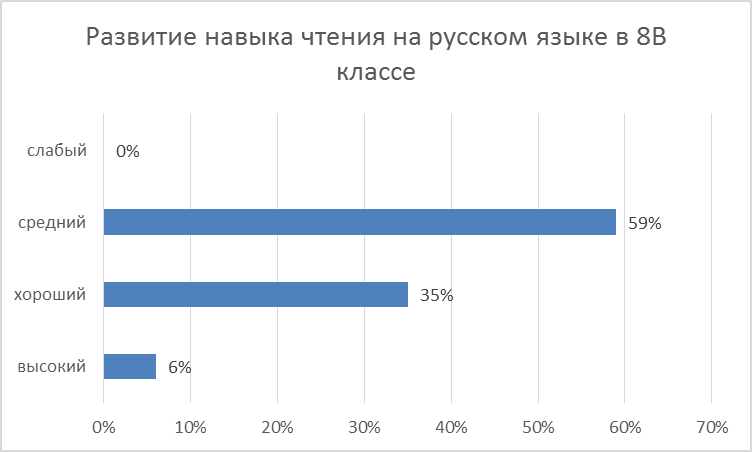 Развитие навыка чтения на русском языке в 8В
классе
слабый 0%
средний 59%
хороший 35%
высокий 6%
0% 10% 20% 30% 40% 50% 60% 70%